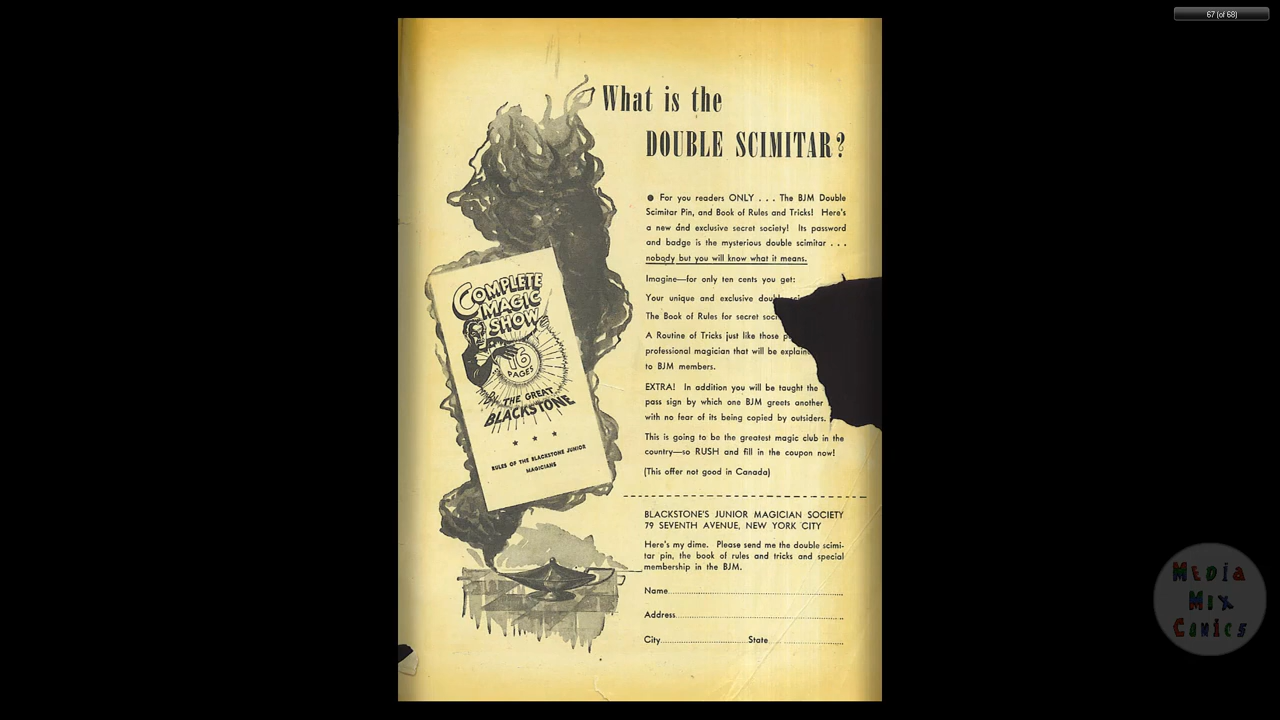 67 (of 68)
What is the
DOUBLE SCIMITAR?
● For you readers ONLY . . . The BJM Double
Scimitar Pin, and Book of Rules and Tricks! Here's
a new and exclusive secret society! Its password
and badge is the mysterious double scimitar . . .
nobody but you will know what it means.
Imagine—for only ten cents you get:
Your unique and exclusive
The Book of Rules for secret
A Routine of Tricks just like those
professional magician that will be
to BJM members.
EXTRA! In addition you will be taught the
pass sign by which one BJM greets another
with no fear of its being copied by outsiders.
This is going to be the greatest magic club in the
country—so RUSH and fill in the coupon now!
(This offer not good in Canada)
COMPLETE
MAGIC
SHOW
16
PAGES
By THE GREAT
BLACKSTONE
★ ★ ★
RULES OF THE BLACKSTONE JUNIOR
MAGICIANS
BLACKSTONE'S JUNIOR MAGICIAN SOCIETY
79 SEVENTH AVENUE, NEW YORK CITY
Here's my dime. Please send me the double scimi-
tar pin, the book of rules and tricks and special
membership in the BJM.
Name
Address
City State
Media
Mix
Comics